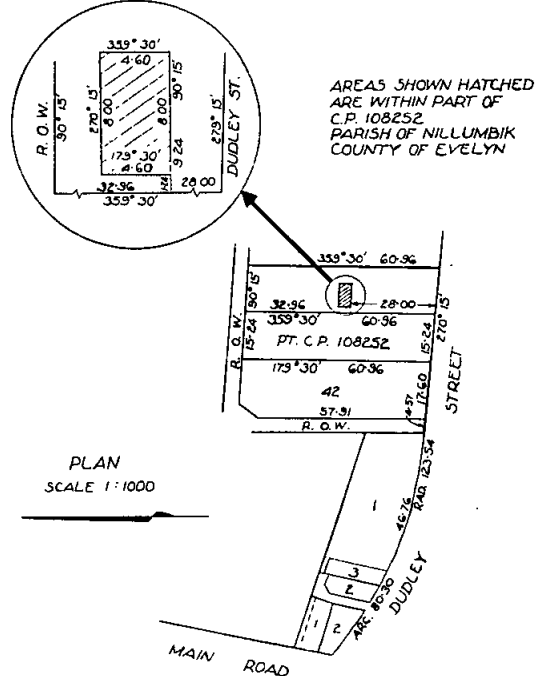 359° 30'
4·60
R. O. W.
90° 15'
270° 15'
8·00
8·00
90° 15'
9·24
279° 15'
DUDLEY ST.
179° 30'
4·60
32·96
28·00
359° 30'
AREAS SHOWN HATCHED
ARE WITHIN PART OF
C.P. 108252
PARISH OF NILLUMBIK
COUNTY OF EVELYN
359° 30' 60·96
90° 15'
32·96
28·00
270° 15'
359° 30' 60·96
R. O. W.
15·24
PT. C.P. 108252
15·24
179° 30' 60·96
STREET
42
17·60
4·57
57·91
R. O. W.
PLAN
SCALE 1:1000
1
46·76
RAD. 123·54
3
2
ARC. 80·30
DUDLEY
1
2
MAIN ROAD